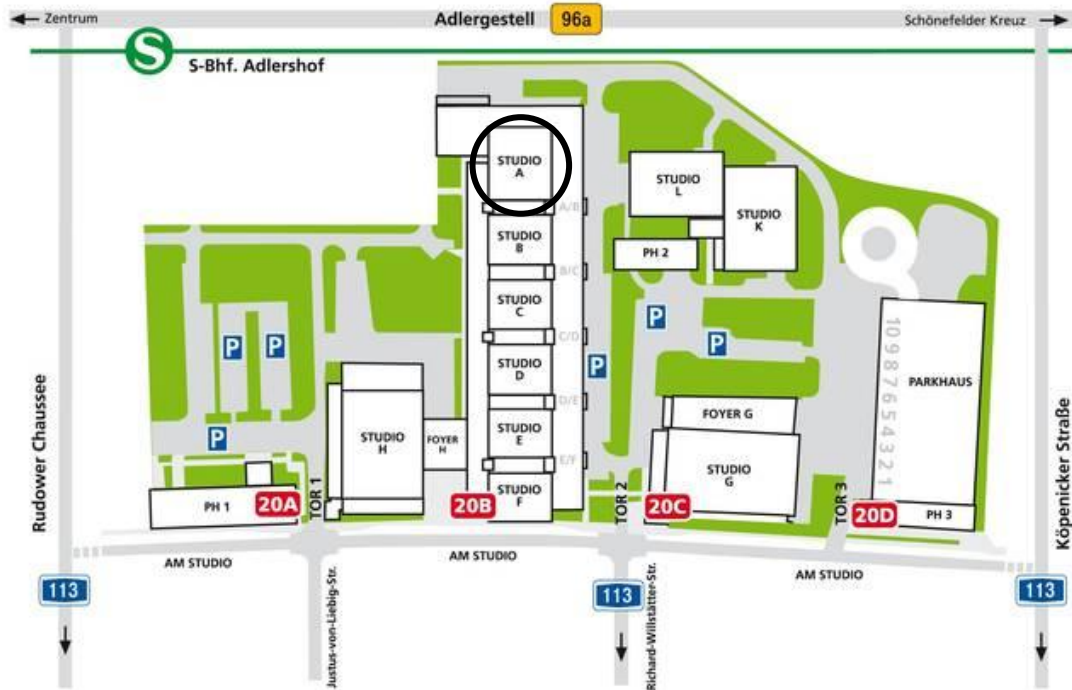 Zentrum
Adlergestell
96a
Schönefelder Kreuz
S
S-Bhf. Adlershof
STUDIO
A
A/B
STUDIO
L
STUDIO
K
STUDIO
B
PH 2
B/C
STUDIO
C
P
C/D
P
P
P
STUDIO
D
P
10 9 8 7 6 5 4 3 2 1
PARKHAUS
D/E
FOYER G
Rudower Chaussee
P
STUDIO
H
FOYER
H
STUDIO
E
E/F
STUDIO
G
Köpenicker Straße
PH 1
20A
TOR 1
20B
STUDIO
F
TOR 2
20C
TOR 3
20D
PH 3
AM STUDIO
AM STUDIO
AM STUDIO
113
Justus-von-Liebig-Str.
113
Richard-Willstätter-Str.
113